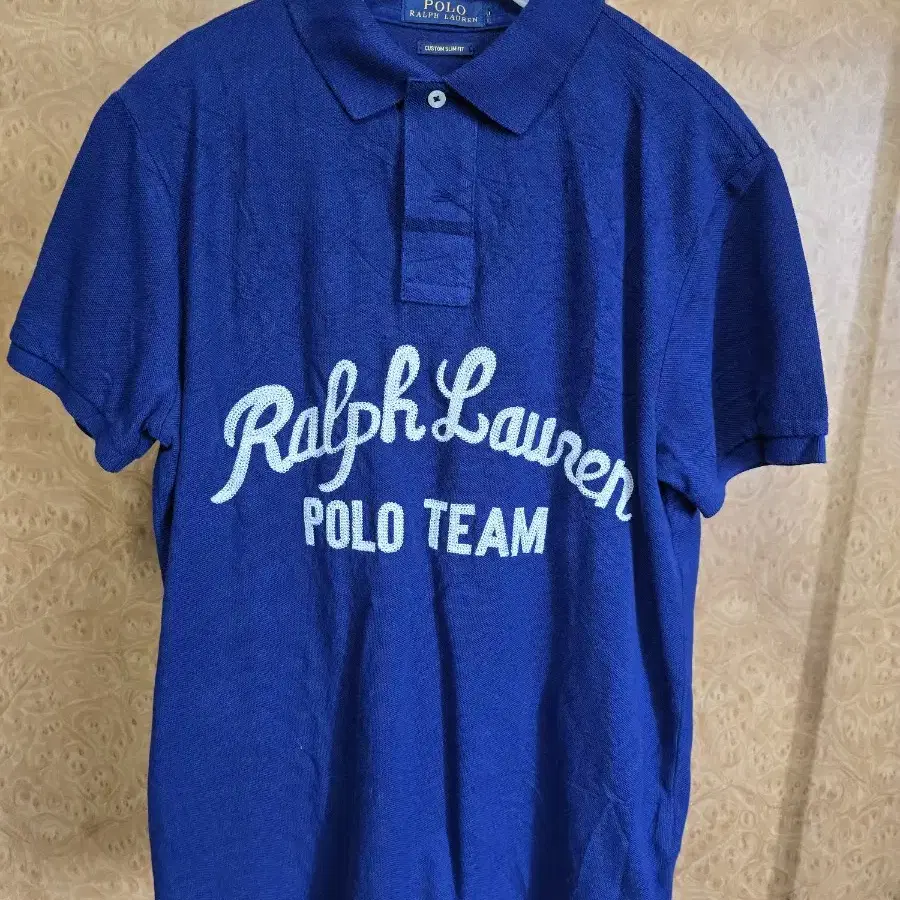 POLO
RALPH LAUREN
CUSTOM SLIM FIT
Ralph Lauren
POLO TEAM